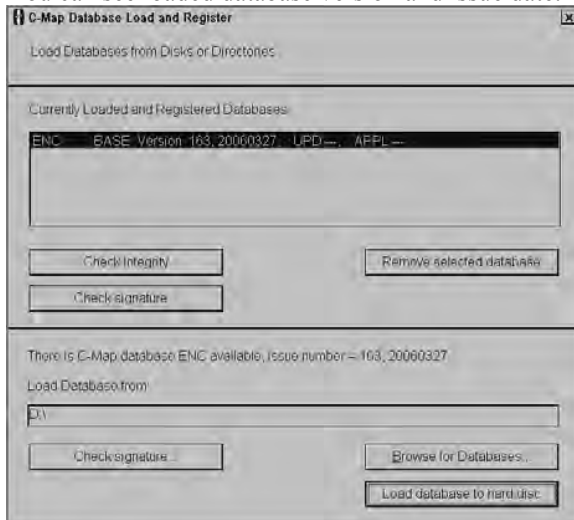 C-Map Database Load and Register
Load Databases from Disks or Directories
Currently Loaded and Registered Databases
ENC BASE Version 163, 20060327, UPD ---, APPL ---
Check Integrity Remove selected database
Check signature
There is C-Map database ENC available, issue number – 163, 20060327
Load Database from
D:\
Check signature... Browse for Databases...
Load database to hard disc